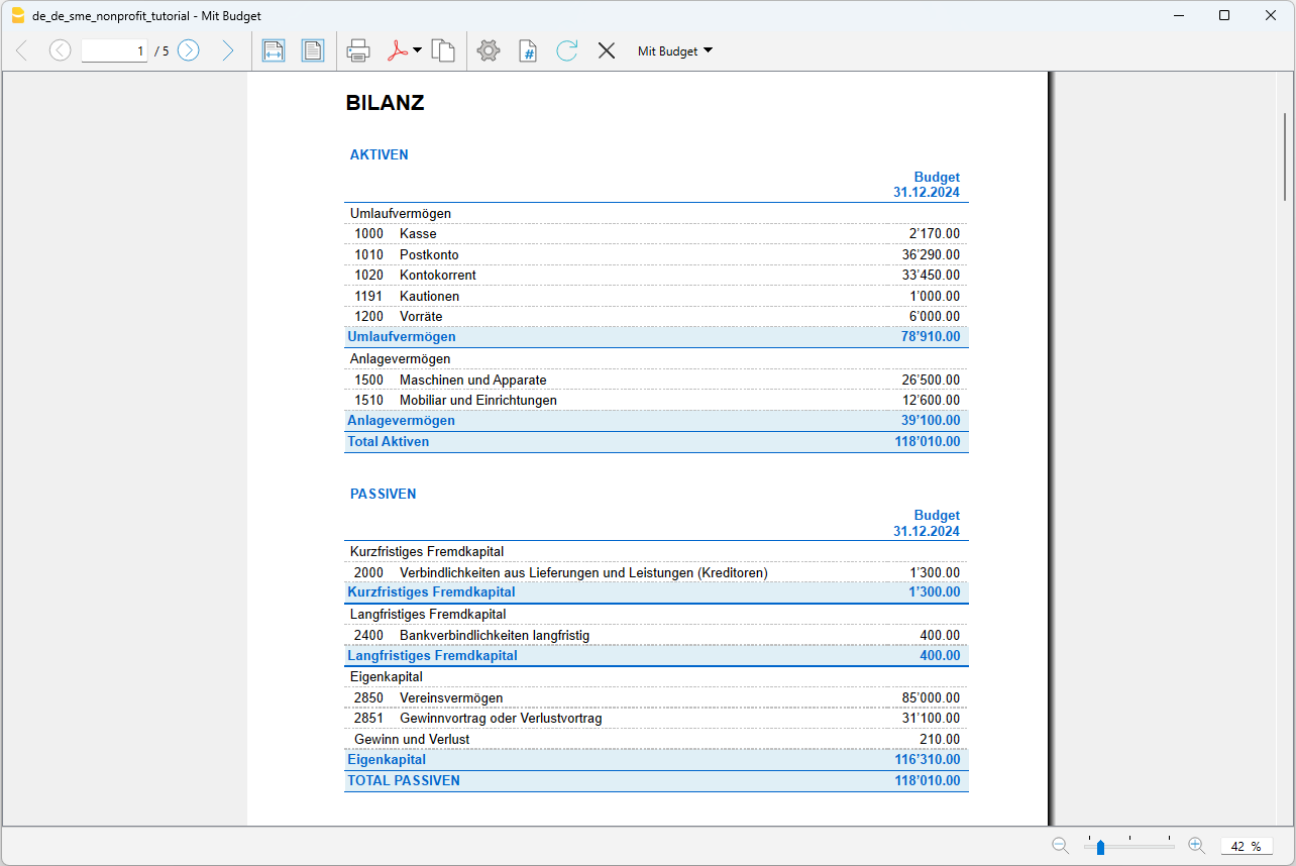 de_de_sme_nonprofit_tutorial - Mit Budget
1 / 5 # Mit Budget
BILANZ
AKTIVEN
Budget
31.12.2024
Umlaufvermögen
1000 Kasse 2'170.00
1010 Postkonto 36'290.00
1020 Kontokorrent 33'450.00
1191 Kautionen 1'000.00
1200 Vorräte 6'000.00
Umlaufvermögen 78'910.00
Anlagevermögen
1500 Maschinen und Apparate 26'500.00
1510 Mobiliar und Einrichtungen 12'600.00
Anlagevermögen 39'100.00
Total Aktiven 118'010.00
PASSIVEN
Budget
31.12.2024
Kurzfristiges Fremdkapital
2000 Verbindlichkeiten aus Lieferungen und Leistungen (Kreditoren) 1'300.00
Kurzfristiges Fremdkapital 1'300.00
Langfristiges Fremdkapital
2400 Bankverbindlichkeiten langfristig 400.00
Langfristiges Fremdkapital 400.00
Eigenkapital
2850 Vereinsvermögen 85'000.00
2851 Gewinnvortrag oder Verlustvortrag 31'100.00
Gewinn und Verlust 210.00
Eigenkapital 116'310.00
TOTAL PASSIVEN 118'010.00
42 %